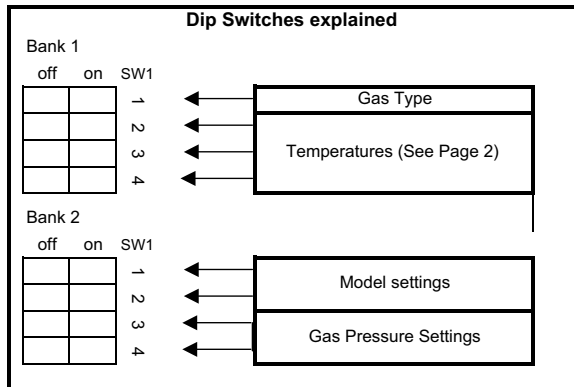 Dip Switches explained
Bank 1
off on SW1
1
Gas Type
2
3
4
Temperatures (See Page 2)
Bank 2
off on SW1
1
2
Model settings
3
4
Gas Pressure Settings